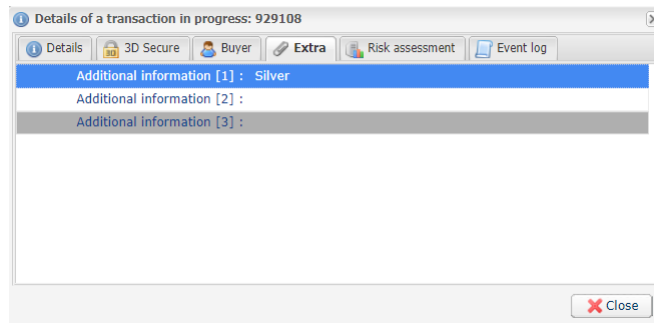 Details of a transaction in progress: 929108
Details 3D Secure Buyer Extra Risk assessment Event log
Additional information [1] : Silver
Additional information [2] :
Additional information [3] :
Close